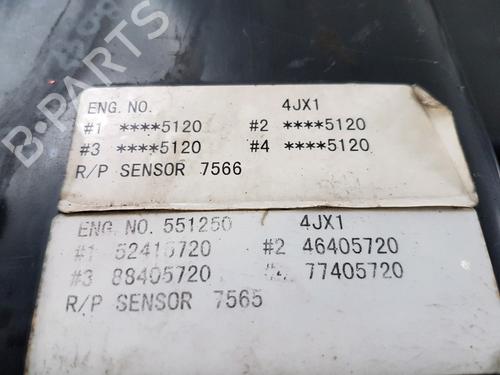 B-PARTS
ENG. NO. 4JX1
#1 ****5120 #2 ****5120
#3 ****5120 #4 ****5120
R/P SENSOR 7566
ENG. NO. 551250 4JX1
#1 52415720 #2 46405720
#3 88405720 77405720
R/P SENSOR 7565